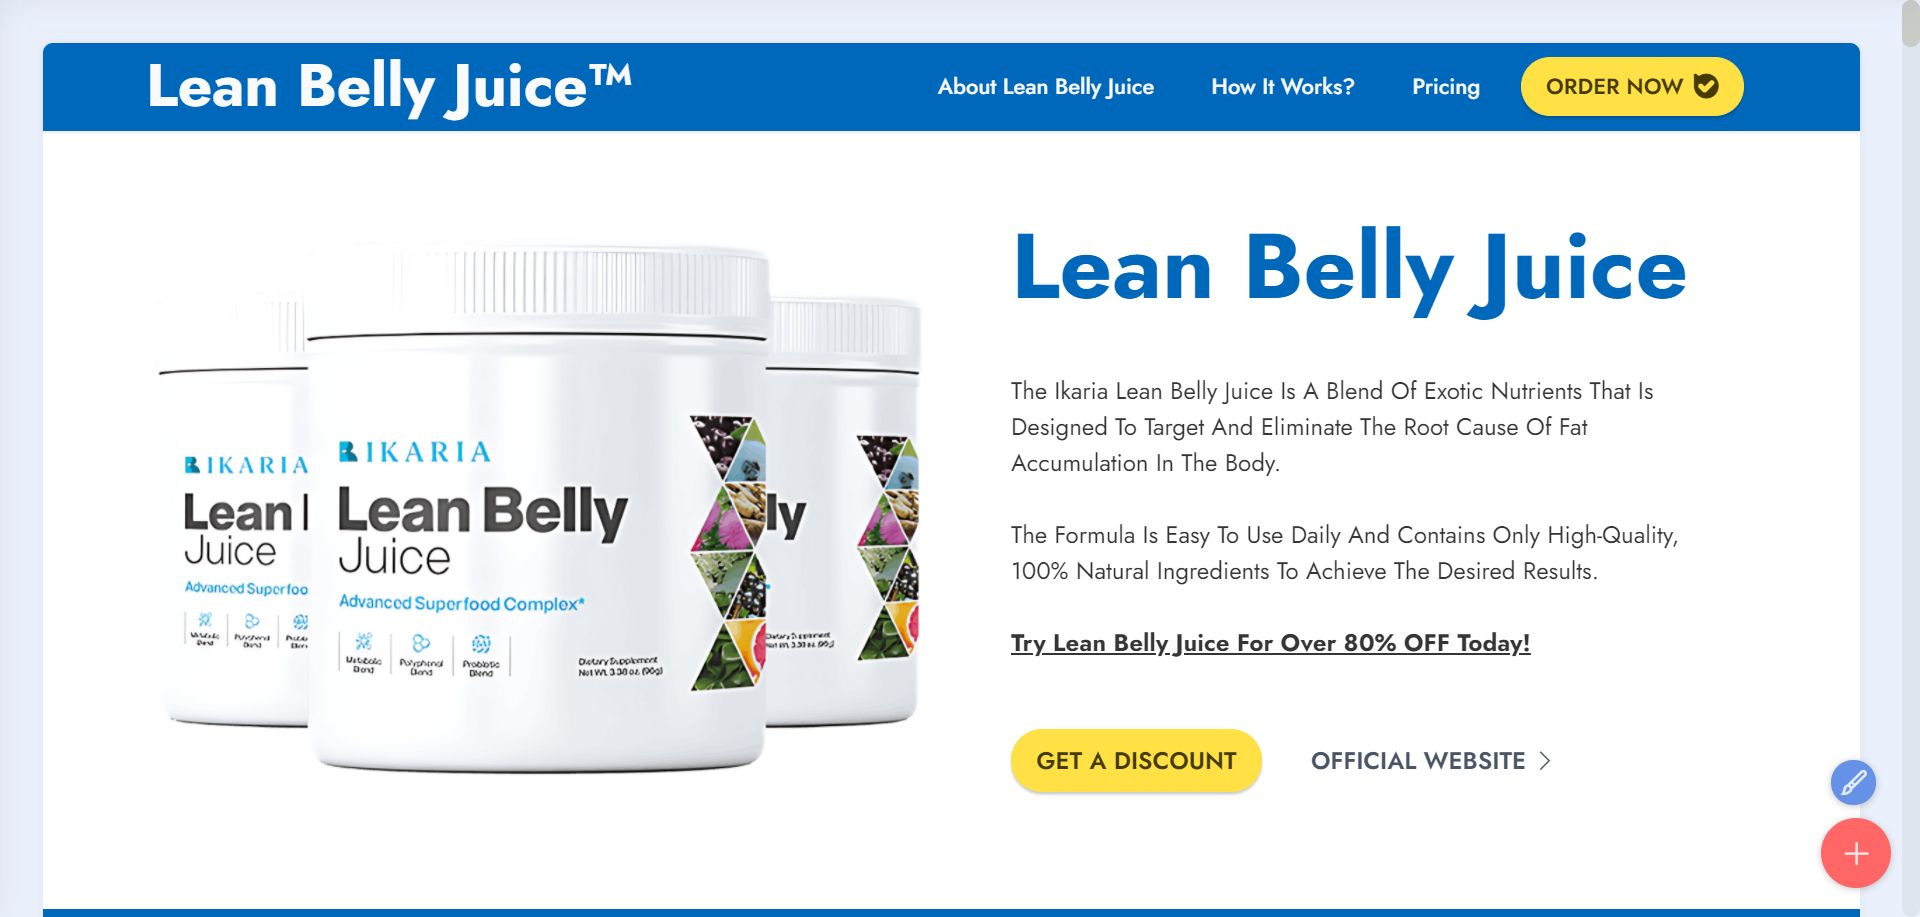 Lean Belly Juice™
About Lean Belly Juice
How It Works?
Pricing
ORDER NOW
IKARIA
Lean
Juice
Advanced Superfoo
IKARIA
Lean Belly
Juice
Advanced Superfood Complex*
Metabolic Blend
Polyphenol Blend
Probiotic Blend
Dietary Supplement
Net Wt. 3.38 oz. (96g)
ly
Lean Belly Juice
The Ikaria Lean Belly Juice Is A Blend Of Exotic Nutrients That Is
Designed To Target And Eliminate The Root Cause Of Fat
Accumulation In The Body.
The Formula Is Easy To Use Daily And Contains Only High-Quality,
100% Natural Ingredients To Achieve The Desired Results.
Try Lean Belly Juice For Over 80% OFF Today!
GET A DISCOUNT
OFFICIAL WEBSITE